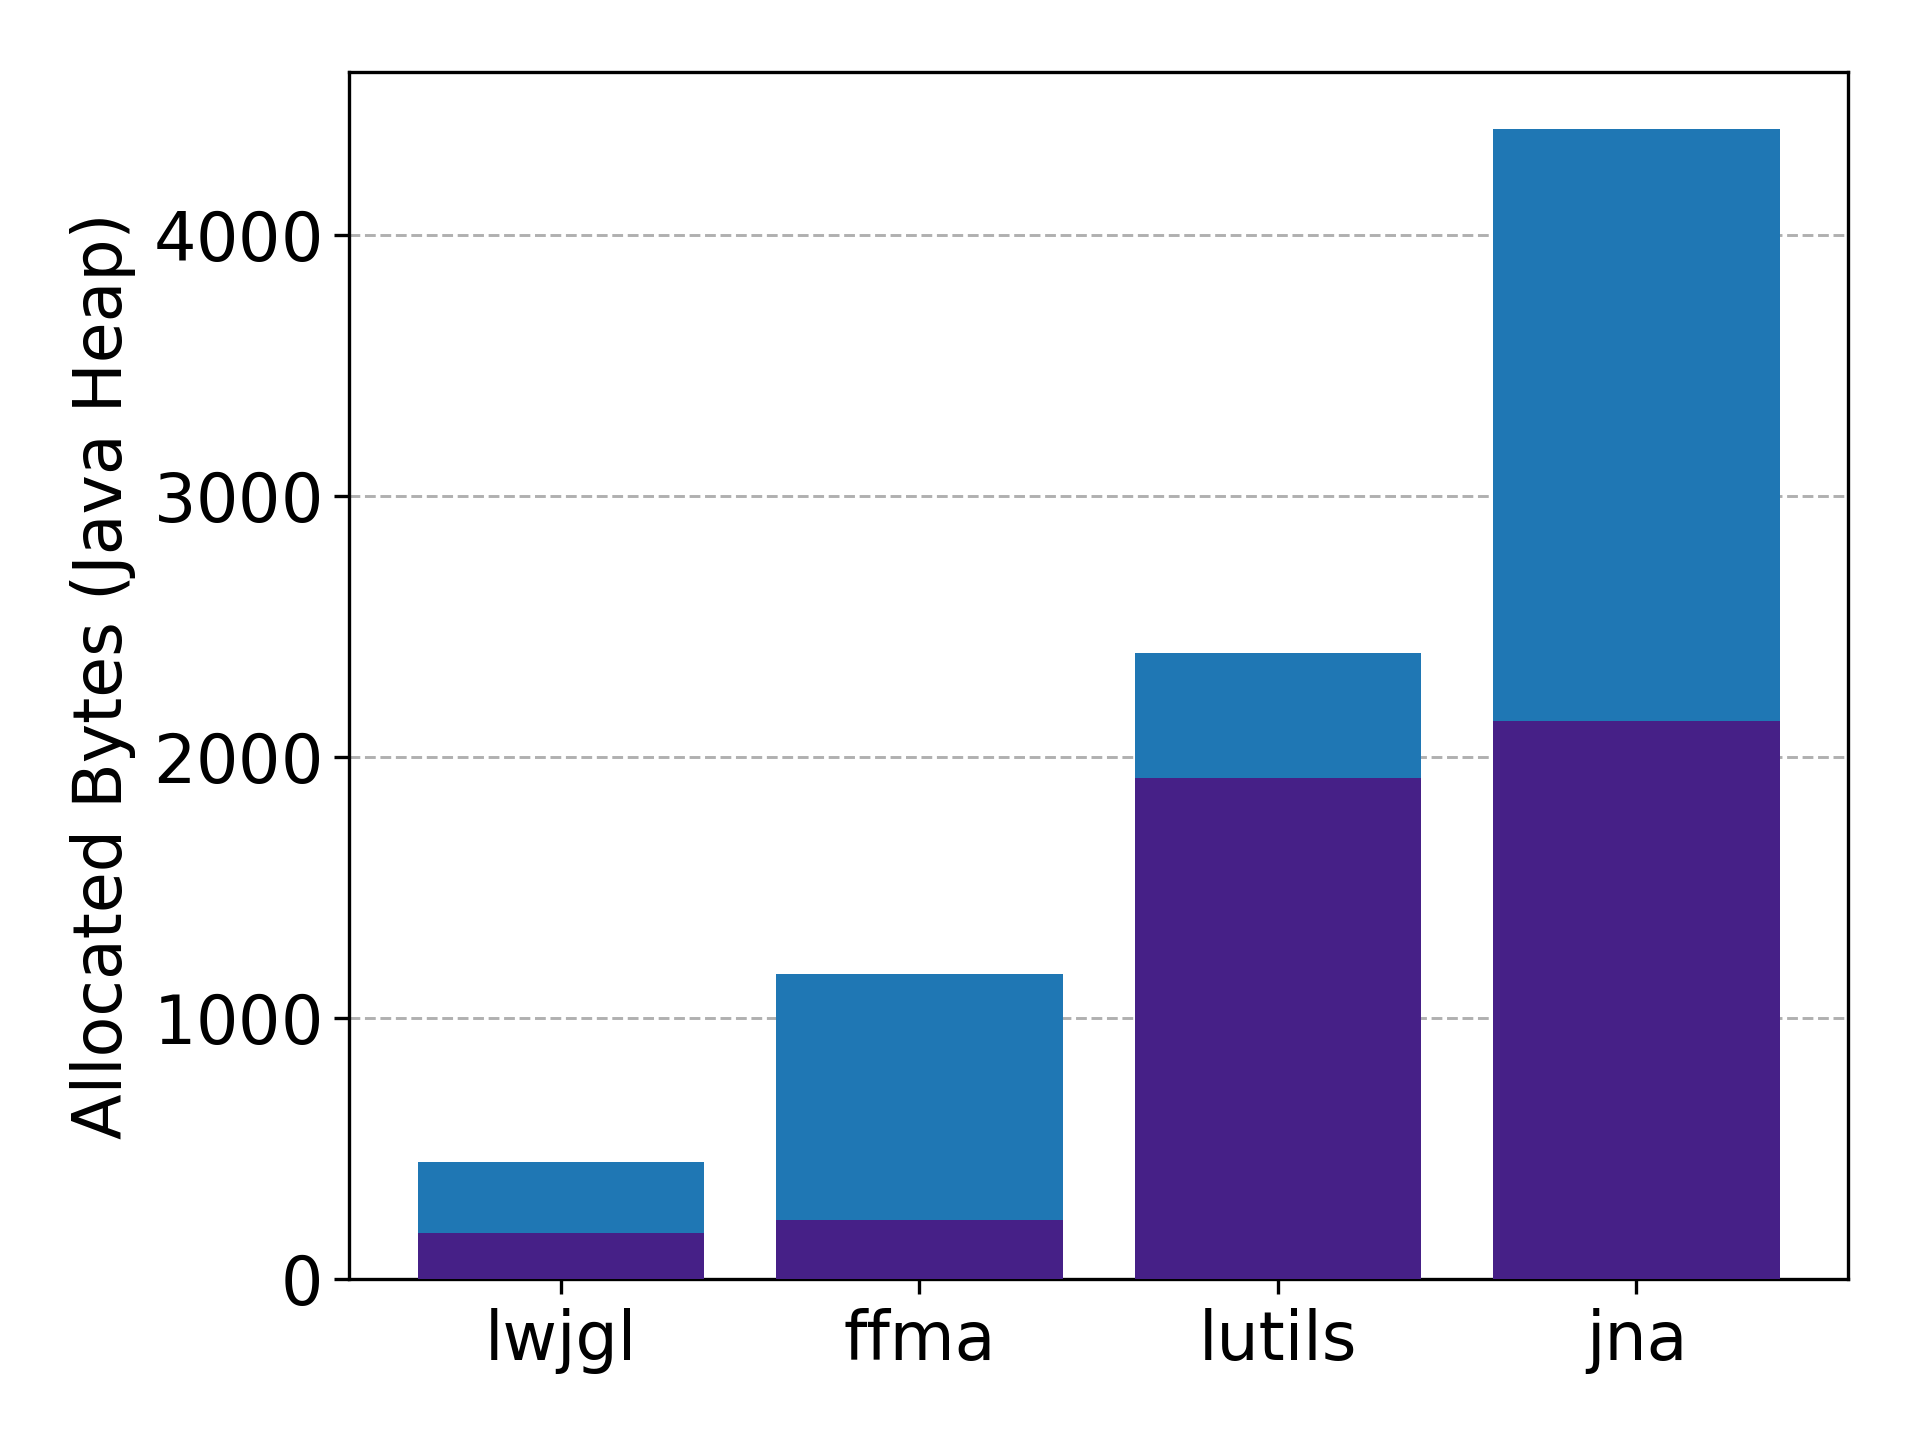 Allocated Bytes (Java Heap)
4000
3000
2000
1000
0
lwjgl ffma lutils jna